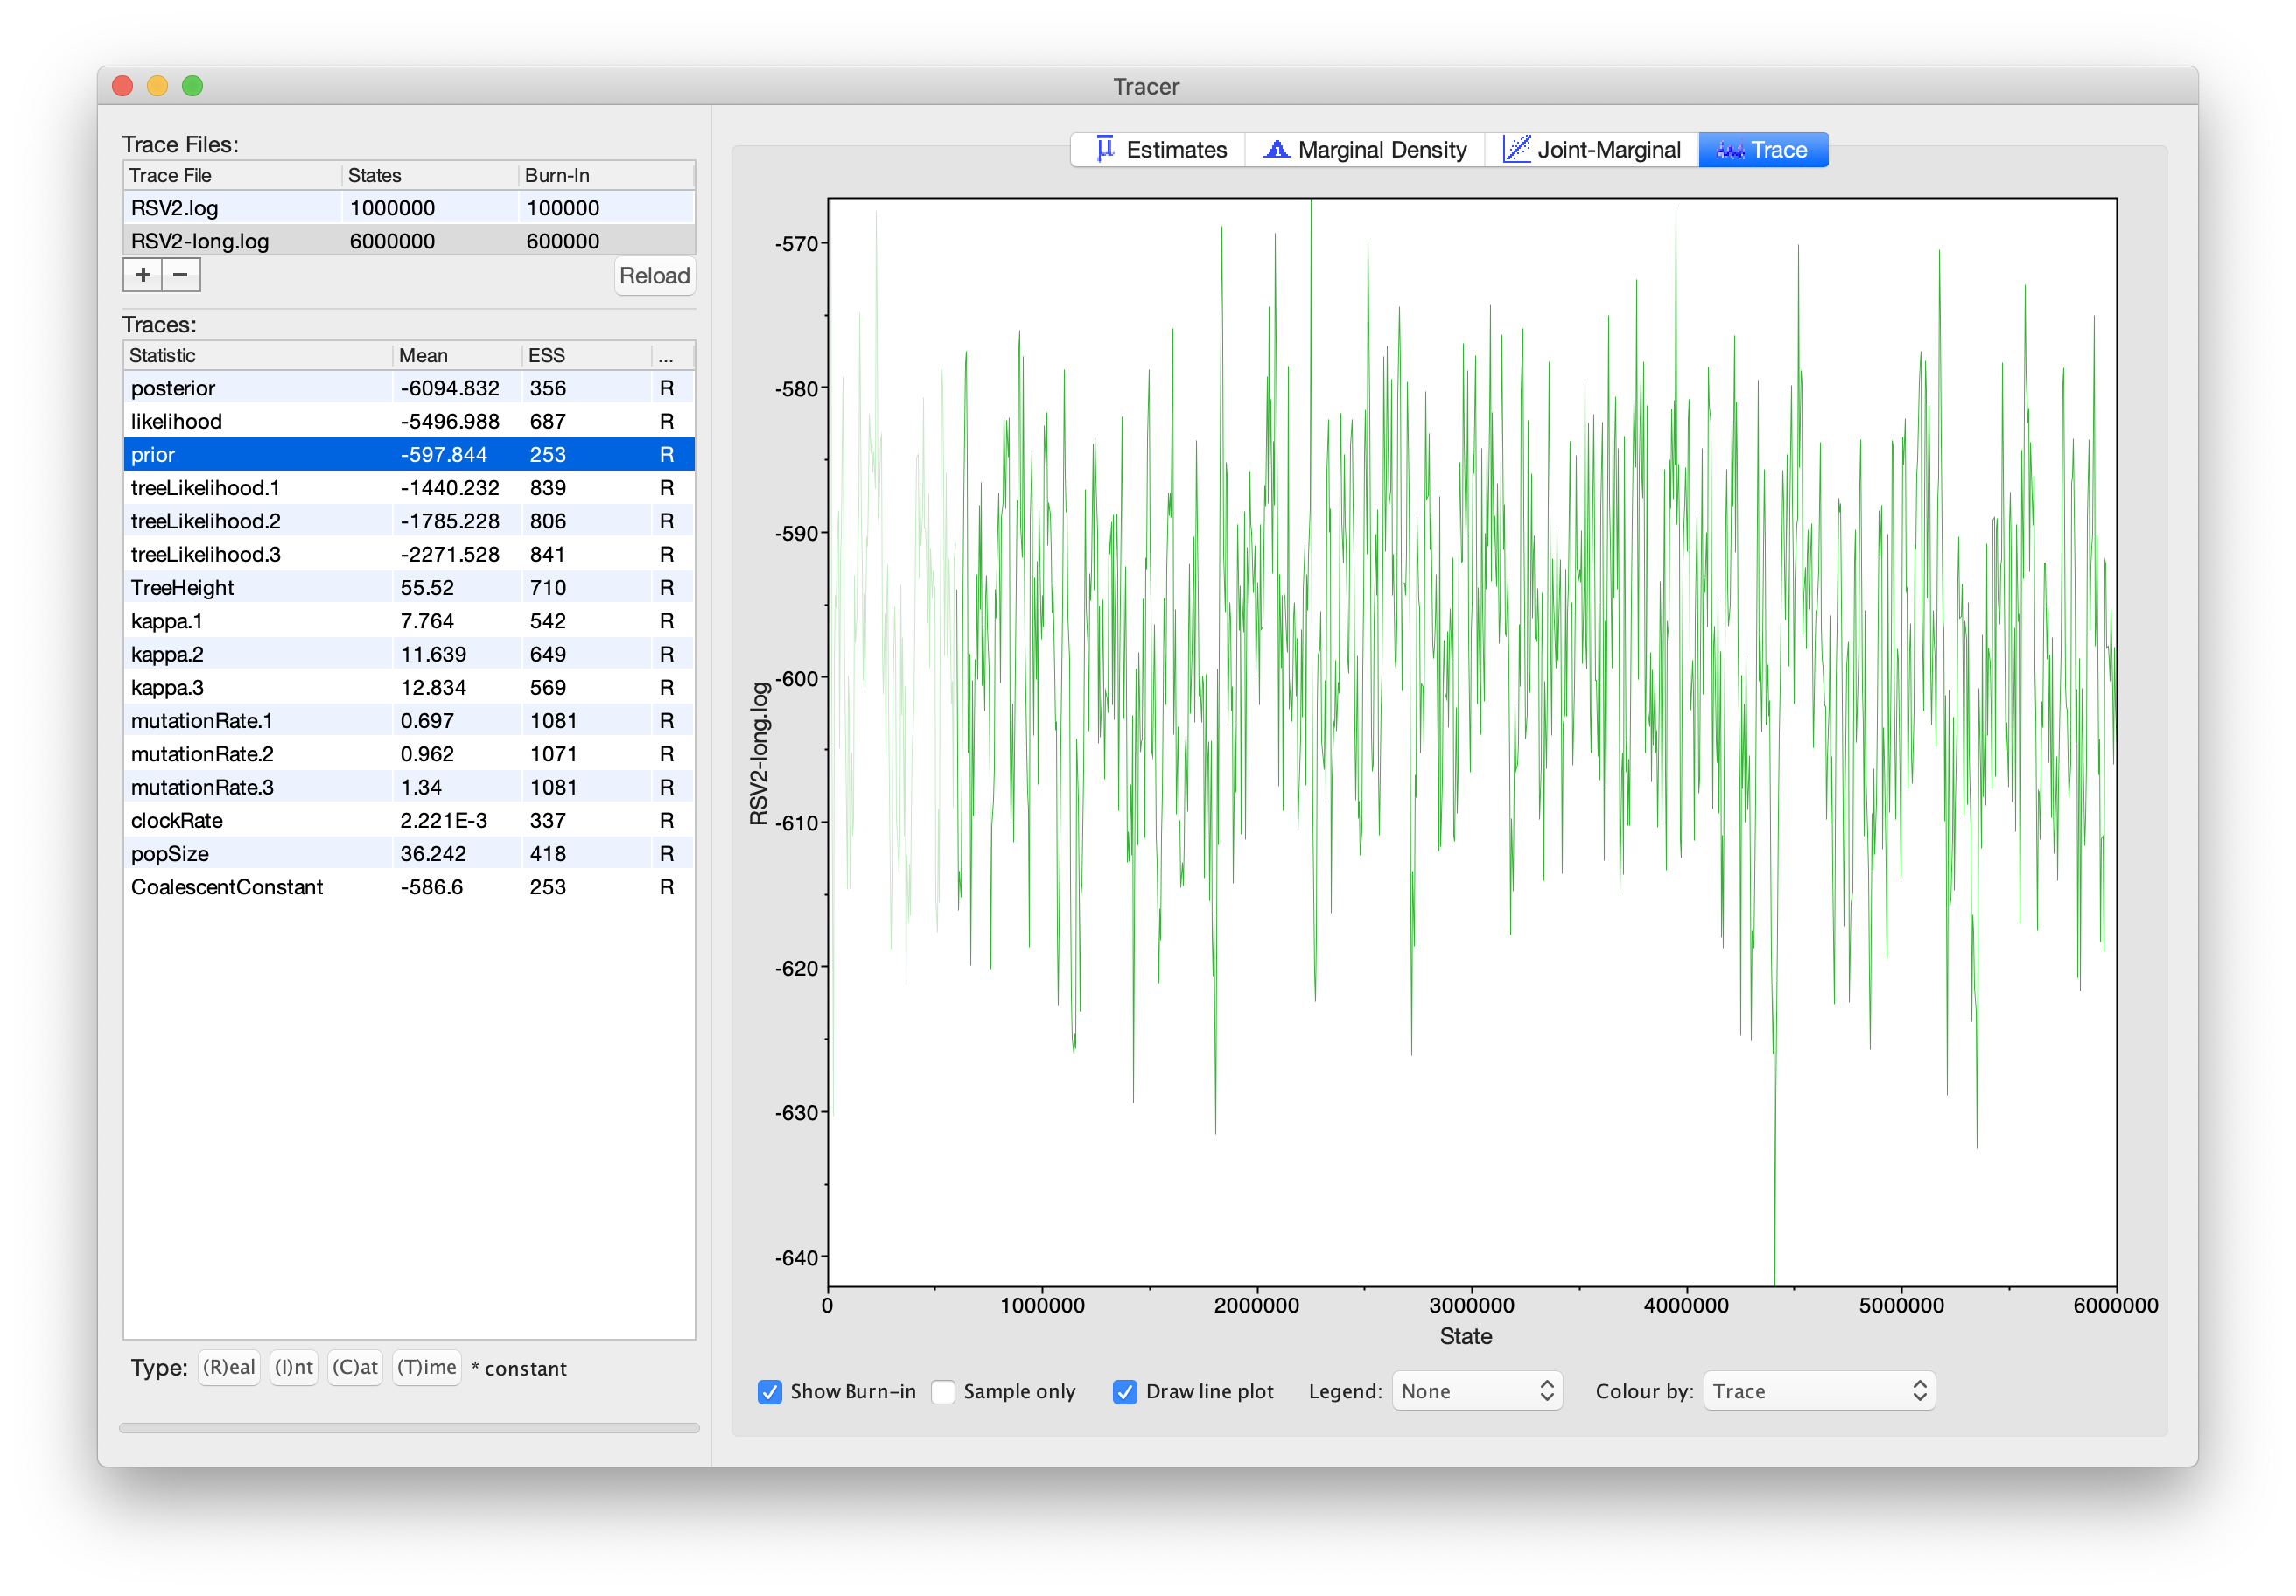 Tracer
Trace Files:
Trace File States Burn-In
RSV2.log 1000000 100000
RSV2-long.log 6000000 600000
+ − Reload
Traces:
Statistic Mean ESS ...
posterior -6094.832 356 R
likelihood -5496.988 687 R
prior -597.844 253 R
treeLikelihood.1 -1440.232 839 R
treeLikelihood.2 -1785.228 806 R
treeLikelihood.3 -2271.528 841 R
TreeHeight 55.52 710 R
kappa.1 7.764 542 R
kappa.2 11.639 649 R
kappa.3 12.834 569 R
mutationRate.1 0.697 1081 R
mutationRate.2 0.962 1071 R
mutationRate.3 1.34 1081 R
clockRate 2.221E-3 337 R
popSize 36.242 418 R
CoalescentConstant -586.6 253 R
Type: (R)eal (I)nt (C)at (T)ime * constant
μ Estimates Marginal Density Joint-Marginal Trace
RSV2-long.log
-570
-580
-590
-600
-610
-620
-630
-640
0 1000000 2000000 3000000 4000000 5000000 6000000
State
Show Burn-in Sample only Draw line plot Legend: None Colour by: Trace